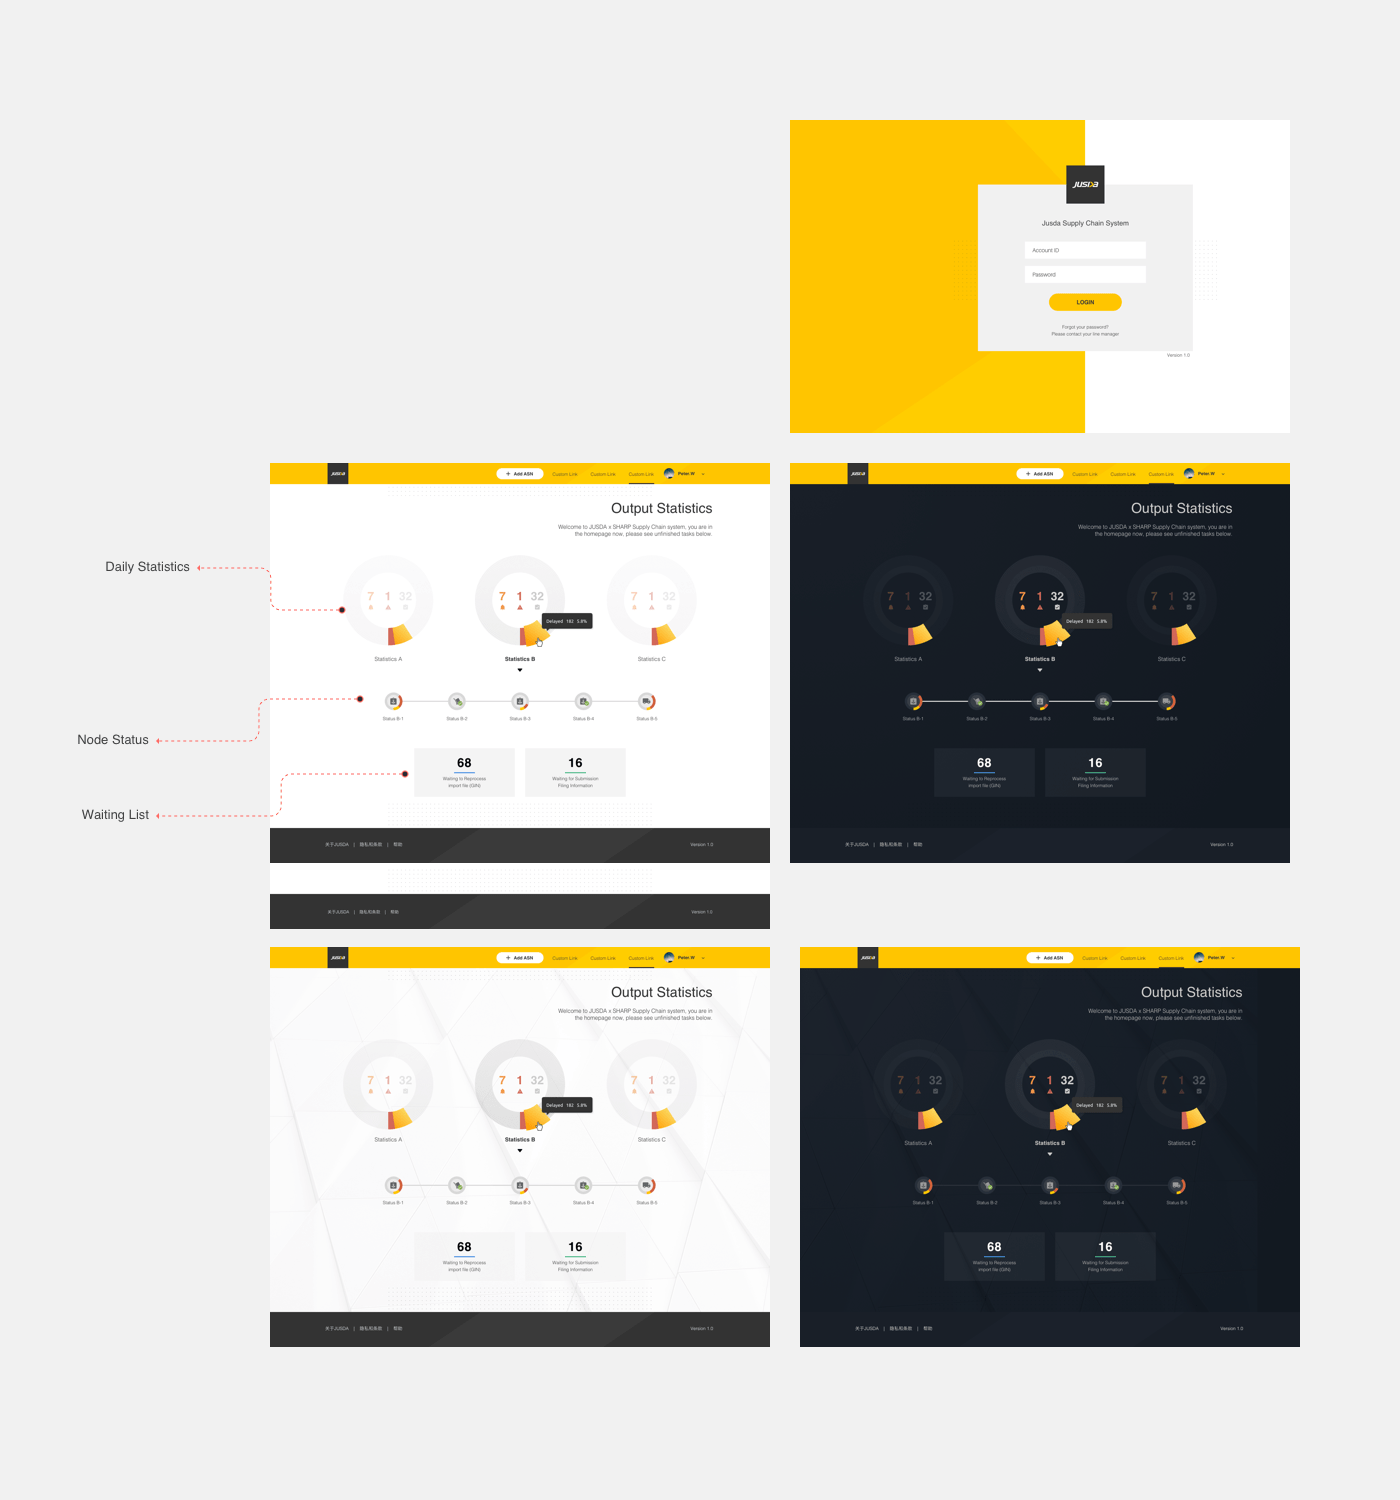 JUSDA
Jusda Supply Chain System
Account ID
Password
LOGIN
Forgot your password?
Please contact your line manager
Version 1.0
JUSDA
+ Add ASN
Custom Link
Custom Link
Custom Link
Peter.W
Output Statistics
Welcome to JUSDA x SHARP Supply Chain system, you are in
the homepage now, please see unfinished tasks below.
Daily Statistics
7 1 32
7 1 32
7 1 32
Delayed 182 5.8%
Statistics A
Statistics B
Statistics C
Node Status
Status B-1
Status B-2
Status B-3
Status B-4
Status B-5
Waiting List
68
Waiting to Reprocess
import file (GIN)
16
Waiting for Submission
Filing Information
关于JUSDA | 隐私和条款 | 帮助
Version 1.0
关于JUSDA | 隐私和条款 | 帮助
Version 1.0
JUSDA
+ Add ASN
Custom Link
Custom Link
Custom Link
Peter.W
Output Statistics
Welcome to JUSDA x SHARP Supply Chain system, you are in
the homepage now, please see unfinished tasks below.
7 1 32
7 1 32
7 1 32
Delayed 182 5.8%
Statistics A
Statistics B
Statistics C
Status B-1
Status B-2
Status B-3
Status B-4
Status B-5
68
Waiting to Reprocess
import file (GIN)
16
Waiting for Submission
Filing Information
关于JUSDA | 隐私和条款 | 帮助
Version 1.0
JUSDA
+ Add ASN
Custom Link
Custom Link
Custom Link
Peter.W
Output Statistics
Welcome to JUSDA x SHARP Supply Chain system, you are in
the homepage now, please see unfinished tasks below.
7 1 32
7 1 32
7 1 32
Delayed 182 5.8%
Statistics A
Statistics B
Statistics C
Status B-1
Status B-2
Status B-3
Status B-4
Status B-5
68
Waiting to Reprocess
import file (GIN)
16
Waiting for Submission
Filing Information
关于JUSDA | 隐私和条款 | 帮助
Version 1.0
JUSDA
+ Add ASN
Custom Link
Custom Link
Custom Link
Peter.W
Output Statistics
Welcome to JUSDA x SHARP Supply Chain system, you are in
the homepage now, please see unfinished tasks below.
7 1 32
7 1 32
7 1 32
Delayed 182 5.8%
Statistics A
Statistics B
Statistics C
Status B-1
Status B-2
Status B-3
Status B-4
Status B-5
68
Waiting to Reprocess
import file (GIN)
16
Waiting for Submission
Filing Information
关于JUSDA | 隐私和条款 | 帮助
Version 1.0